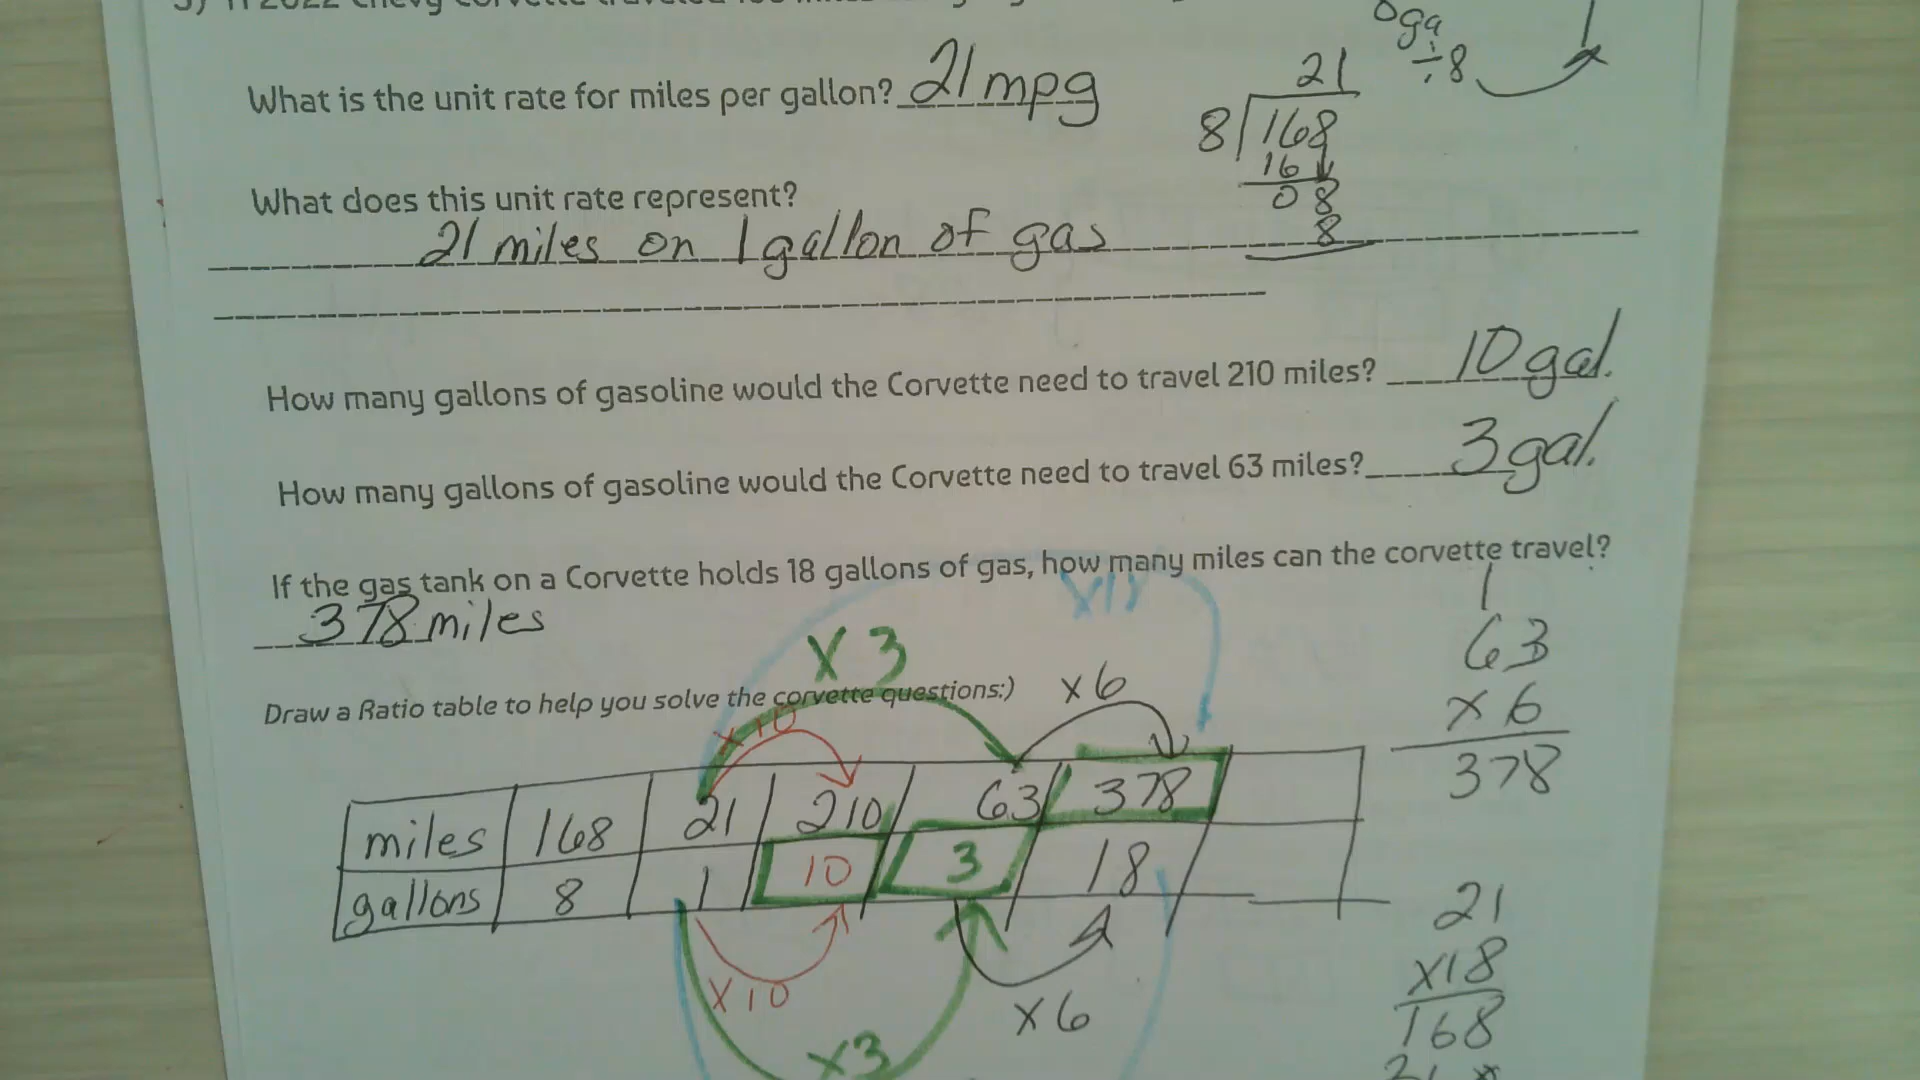 What is the unit rate for miles per gallon? 21 mpg
÷8
21
8 168
16
08
8
What does this unit rate represent?
21 miles on 1 gallon of gas
How many gallons of gasoline would the Corvette need to travel 210 miles? 10 gal.
How many gallons of gasoline would the Corvette need to travel 63 miles? 3 gal.
If the gas tank on a Corvette holds 18 gallons of gas, how many miles can the corvette travel?
378 miles
1
63
x 6
378
Draw a Ratio table to help you solve the corvette questions:)
x18
x 3
x 6
x10
miles 168 21 210 63 378
gallons 8 1 10 3 18
x10
x3
x 6
21
x18
168